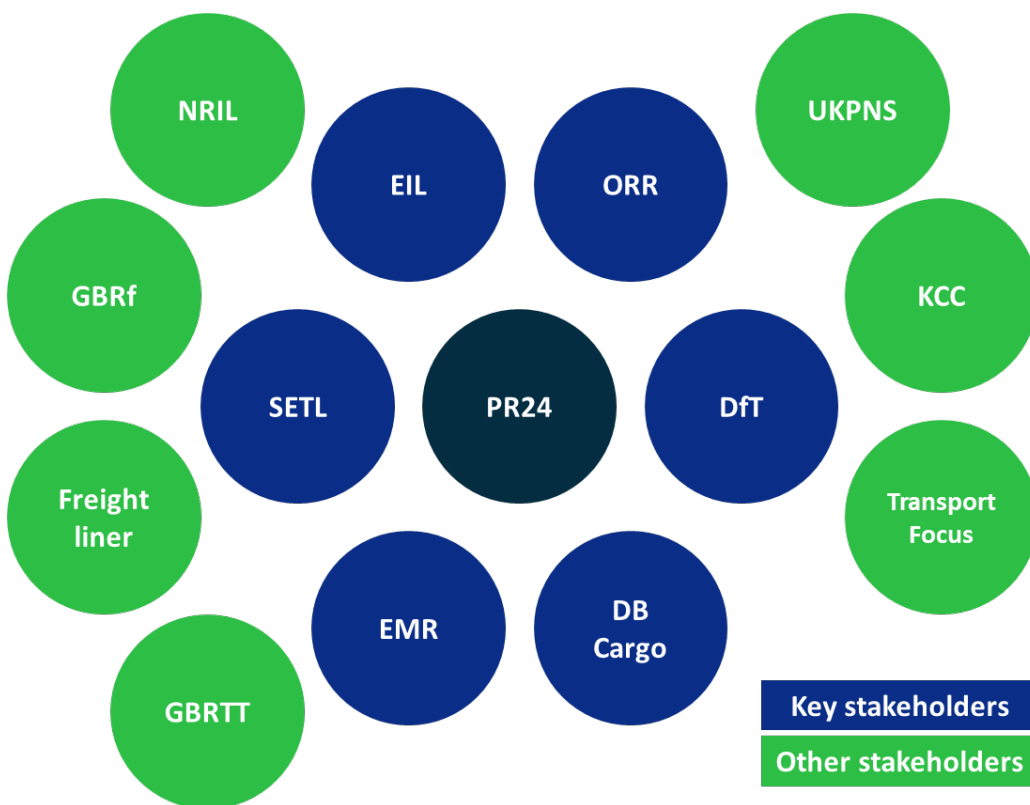 NRIL
UKPNS
EIL
ORR
GBRf
KCC
SETL
PR24
DfT
Freight
liner
Transport
Focus
EMR
DB
Cargo
GBRTT
Key stakeholders
Other stakeholders